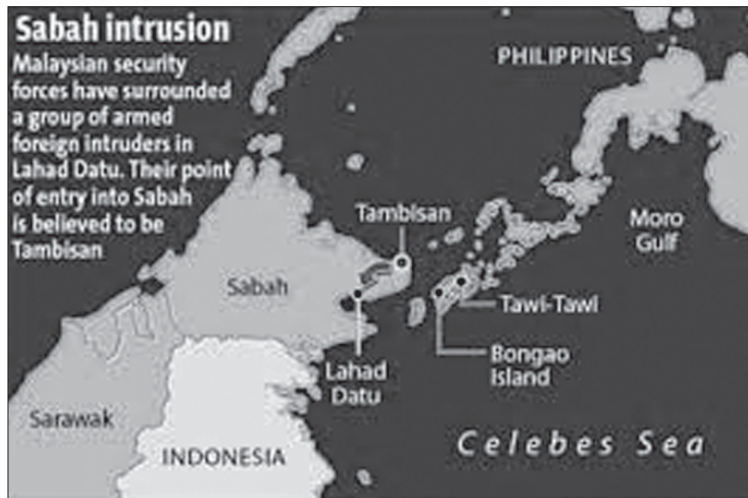 Sabah intrusion
Malaysian security
forces have surrounded
a group of armed
foreign intruders in
Lahad Datu. Their point
of entry into Sabah
is believed to be
Tambisan
PHILIPPINES
Tambisan
Moro
Gulf
Sabah
Tawi-Tawi
Bongao
Island
Lahad
Datu
Sarawak
INDONESIA
Celebes Sea